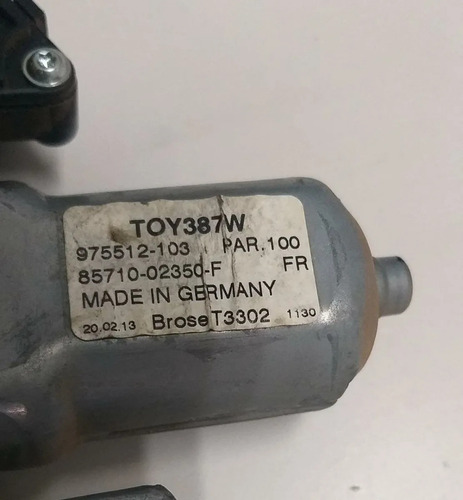 TOY387W
975512-103 PAR.100
85710-02350-F FR
MADE IN GERMANY
20.02.13 Brose T3302 1130